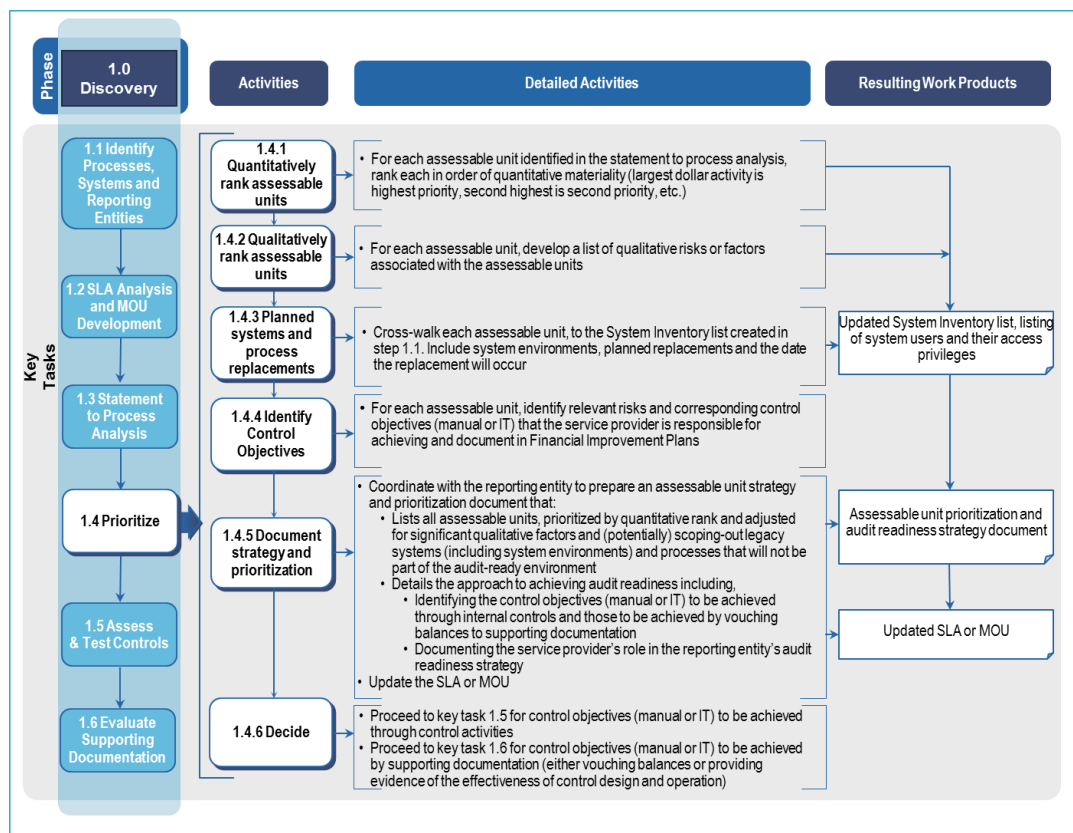 Phase
1.0
Discovery
Activities
Detailed Activities
Resulting Work Products
Key
Tasks
1.1 Identify
Processes,
Systems and
Reporting
Entities
1.2 SLA Analysis
and MOU
Development
1.3 Statement
to Process
Analysis
1.4 Prioritize
1.5 Assess
& Test Controls
1.6 Evaluate
Supporting
Documentation
1.4.1
Quantitatively
rank assessable
units
• For each assessable unit identified in the statement to process analysis,
rank each in order of quantitative materiality (largest dollar activity is
highest priority, second highest is second priority, etc.)
1.4.2
Qualitatively
rank assessable
units
• For each assessable unit, develop a list of qualitative risks or factors
associated with the assessable units
1.4.3 Planned
systems and
process
replacements
• Cross-walk each assessable unit, to the System Inventory list created in
step 1.1. Include system environments, planned replacements and the date
the replacement will occur
Updated System Inventory list, listing
of system users and their access
privileges
1.4.4 Identify
Control
Objectives
• For each assessable unit, identify relevant risks and corresponding control
objectives (manual or IT) that the service provider is responsible for
achieving and document in Financial Improvement Plans
1.4.5 Document
strategy and
prioritization
• Coordinate with the reporting entity to prepare an assessable unit strategy
and prioritization document that:
• Lists all assessable units, prioritized by quantitative rank and adjusted
for significant qualitative factors and (potentially) scoping-out legacy
systems (including system environments) and processes that will not be
part of the audit-ready environment
• Details the approach to achieving audit readiness including,
• Identifying the control objectives (manual or IT) to be achieved
through internal controls and those to be achieved by vouching
balances to supporting documentation
• Documenting the service provider's role in the reporting entity's audit
readiness strategy
• Update the SLA or MOU
Assessable unit prioritization and
audit readiness strategy document
Updated SLA or MOU
1.4.6 Decide
• Proceed to key task 1.5 for control objectives (manual or IT) to be achieved
through control activities
• Proceed to key task 1.6 for control objectives (manual or IT) to be achieved
by supporting documentation (either vouching balances or providing
evidence of the effectiveness of control design and operation)